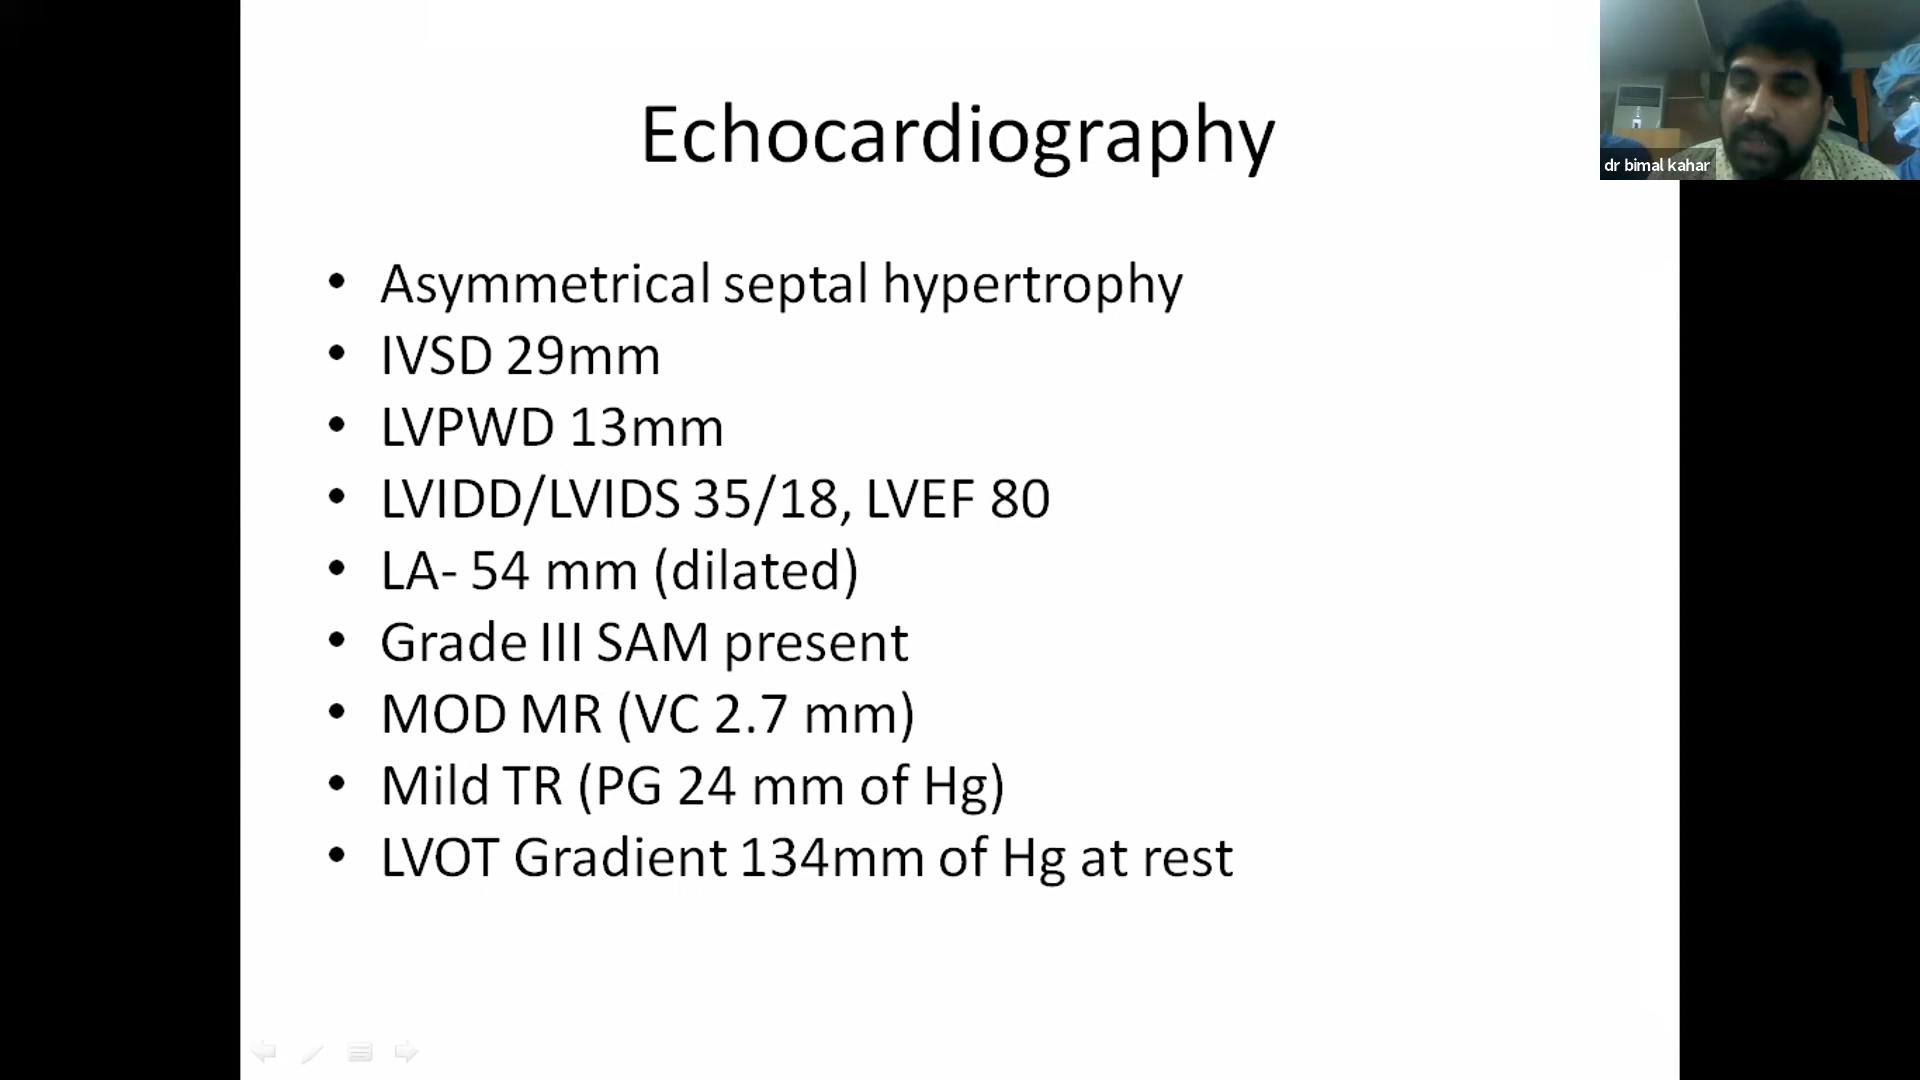 Echocardiography
dr bimal kahar
• Asymmetrical septal hypertrophy
• IVSD 29mm
• LVPWD 13mm
• LVIDD/LVIDS 35/18, LVEF 80
• LA- 54 mm (dilated)
• Grade III SAM present
• MOD MR (VC 2.7 mm)
• Mild TR (PG 24 mm of Hg)
• LVOT Gradient 134mm of Hg at rest